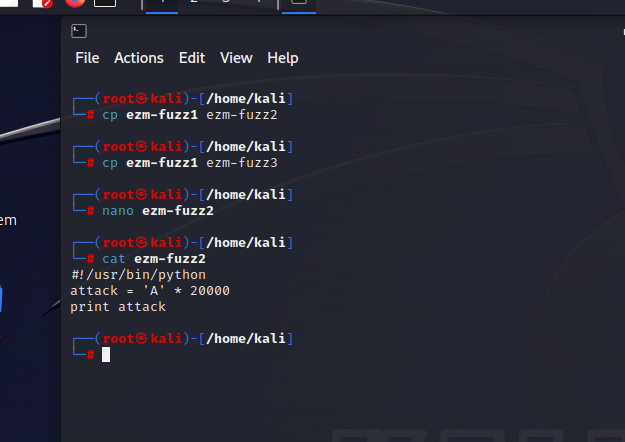 File Actions Edit View Help
┌──(root㉿kali)-[/home/kali]
└─# cp ezm-fuzz1 ezm-fuzz2
┌──(root㉿kali)-[/home/kali]
└─# cp ezm-fuzz1 ezm-fuzz3
┌──(root㉿kali)-[/home/kali]
└─# nano ezm-fuzz2
┌──(root㉿kali)-[/home/kali]
em
└─# cat ezm-fuzz2
#!/usr/bin/python
attack = 'A' * 20000
print attack
┌──(root㉿kali)-[/home/kali]
└─#